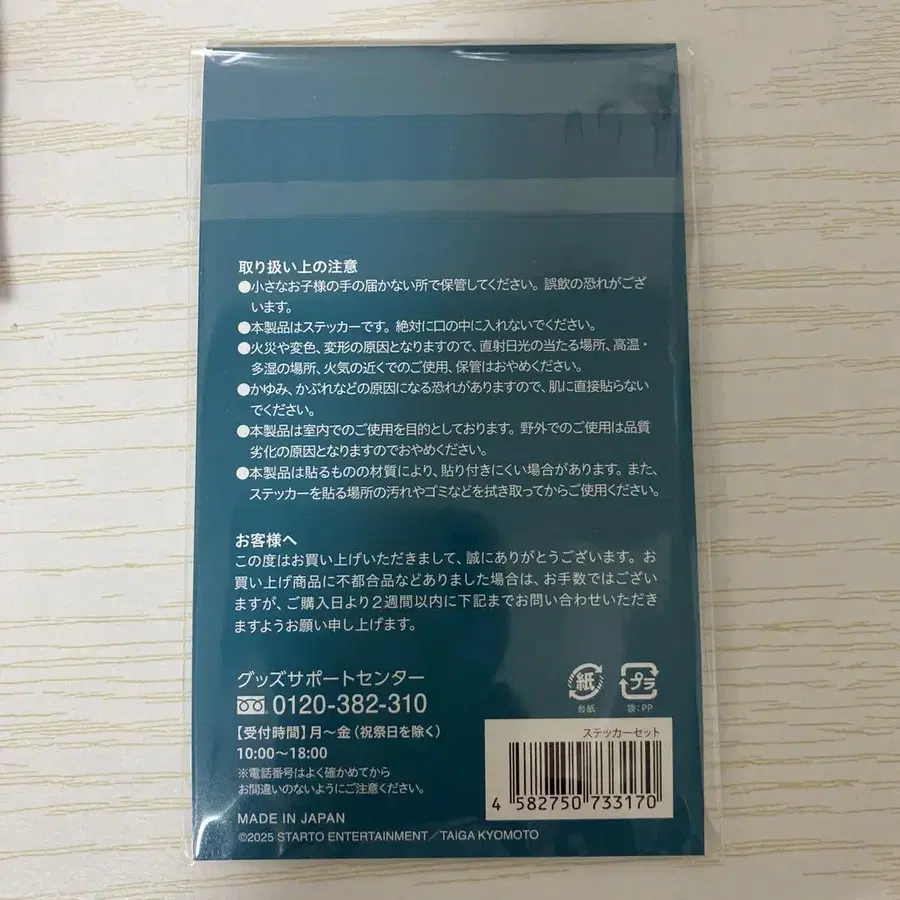 取り扱い上の注意
●小さなお子様の手の届かない所で保管してください。誤飲の恐れがござ
います。
●本製品はステッカーです。絶対に口の中に入れないでください。
●火災や変色、変形の原因となりますので、直射日光の当たる場所、高温・
多湿の場所、火気の近くでのご使用、保管はおやめください。
●かゆみ、かぶれなどの原因になる恐れがありますので、肌に直接貼らない
でください。
●本製品は室内でのご使用を目的としております。野外でのご使用は品質
劣化の原因となりますのでおやめください。
●本製品は貼るものの材質により、貼り付きにくい場合があります。また、
ステッカーを貼る場所の汚れやゴミなどを拭き取ってからご使用ください。
お客様へ
この度はお買い上げいただきまして、誠にありがとうございます。お
買い上げ商品に不都合品などありました場合は、お手数ではござい
ますが、ご購入日より2週間以内に下記までお問い合わせいただき
ますようお願い申し上げます。
グッズサポートセンター
0120-382-310
【受付時間】月～金(祝祭日を除く)
10:00～18:00
※電話番号はよく確かめてから
お間違いのないようにご注意ください。
MADE IN JAPAN
©2025 STARTO ENTERTAINMENT／TAIGA KYOMOTO
紙
台紙
プラ
袋:PP
ステッカーセット
4 582750 733170